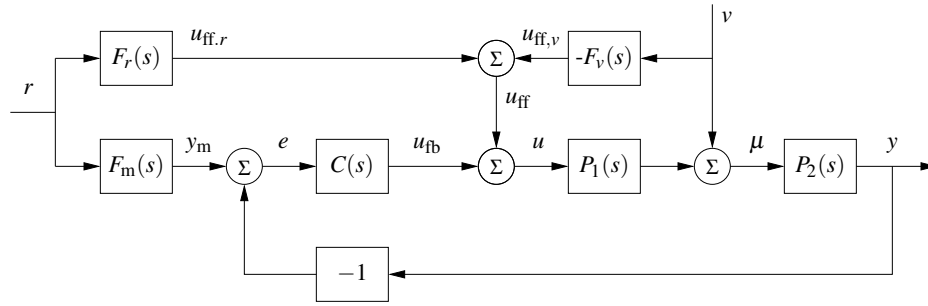 u_ff.r
u_ff,v
v
F_r(s)
Σ
-F_v(s)
r
u_ff
y_m
e
u_fb
u
μ
y
F_m(s)
Σ
C(s)
Σ
P_1(s)
Σ
P_2(s)
−1